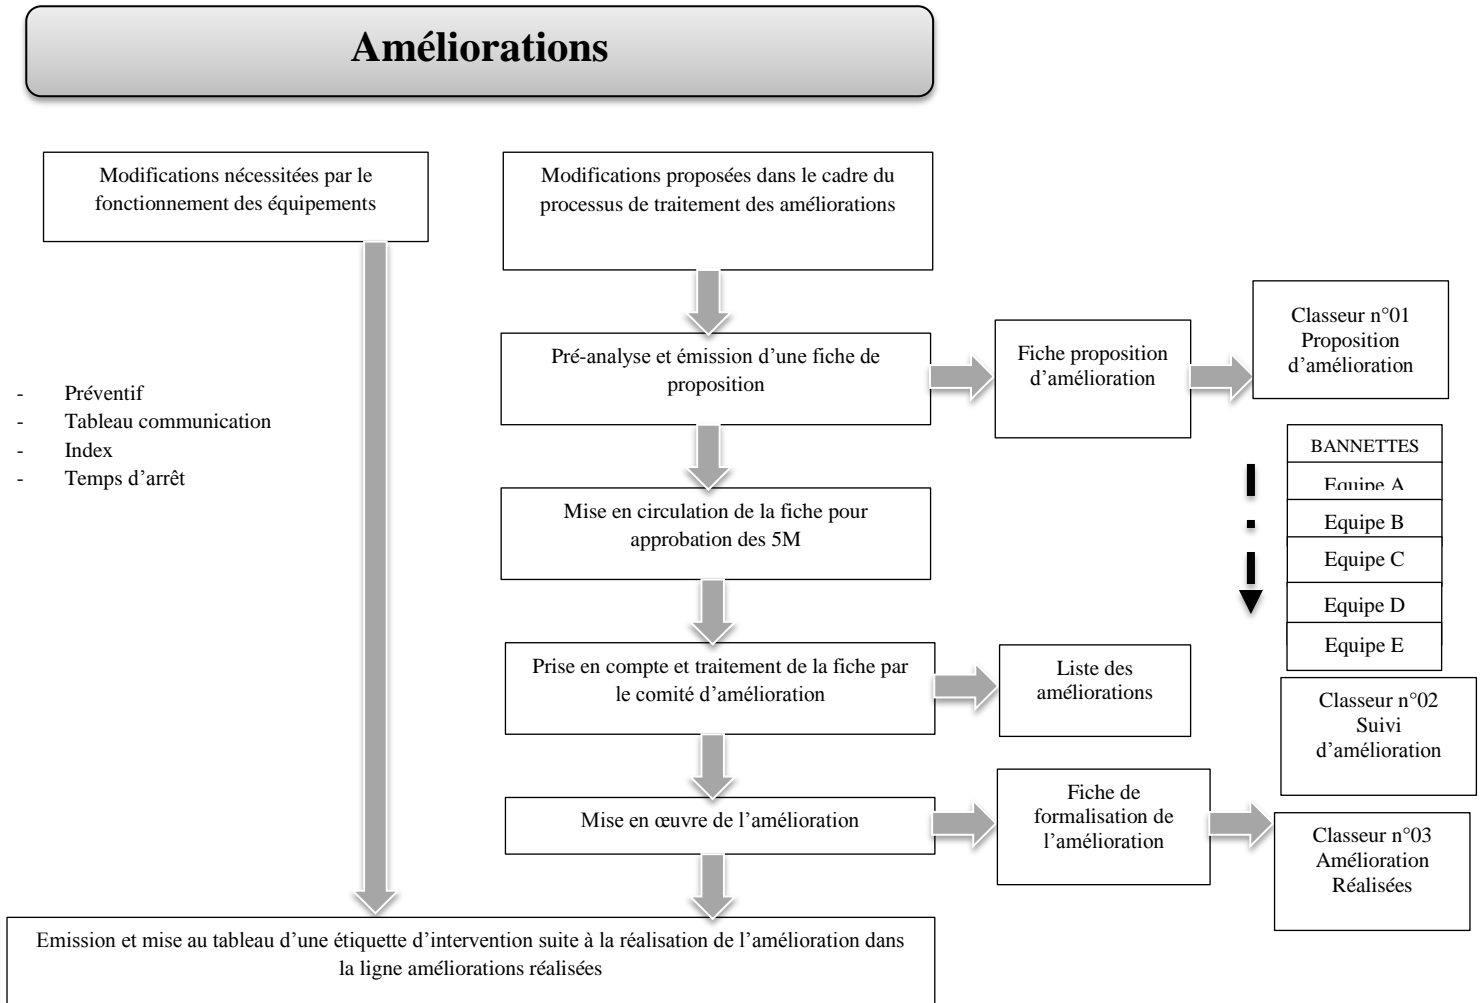 Améliorations
Modifications nécessitées par le
fonctionnement des équipements
Modifications proposées dans le cadre du
processus de traitement des améliorations
Pré-analyse et émission d’une fiche de
proposition
Fiche proposition
d’amélioration
Classeur n°01
Proposition
d’amélioration
- Préventif
- Tableau communication
- Index
- Temps d’arrêt
BANNETTES
Equipe A
Equipe B
Equipe C
Equipe D
Equipe E
Mise en circulation de la fiche pour
approbation des 5M
Prise en compte et traitement de la fiche par
le comité d’amélioration
Liste des
améliorations
Classeur n°02
Suivi
d’amélioration
Mise en œuvre de l’amélioration
Fiche de
formalisation de
l’amélioration
Classeur n°03
Amélioration
Réalisées
Emission et mise au tableau d’une étiquette d’intervention suite à la réalisation de l’amélioration dans
la ligne améliorations réalisées